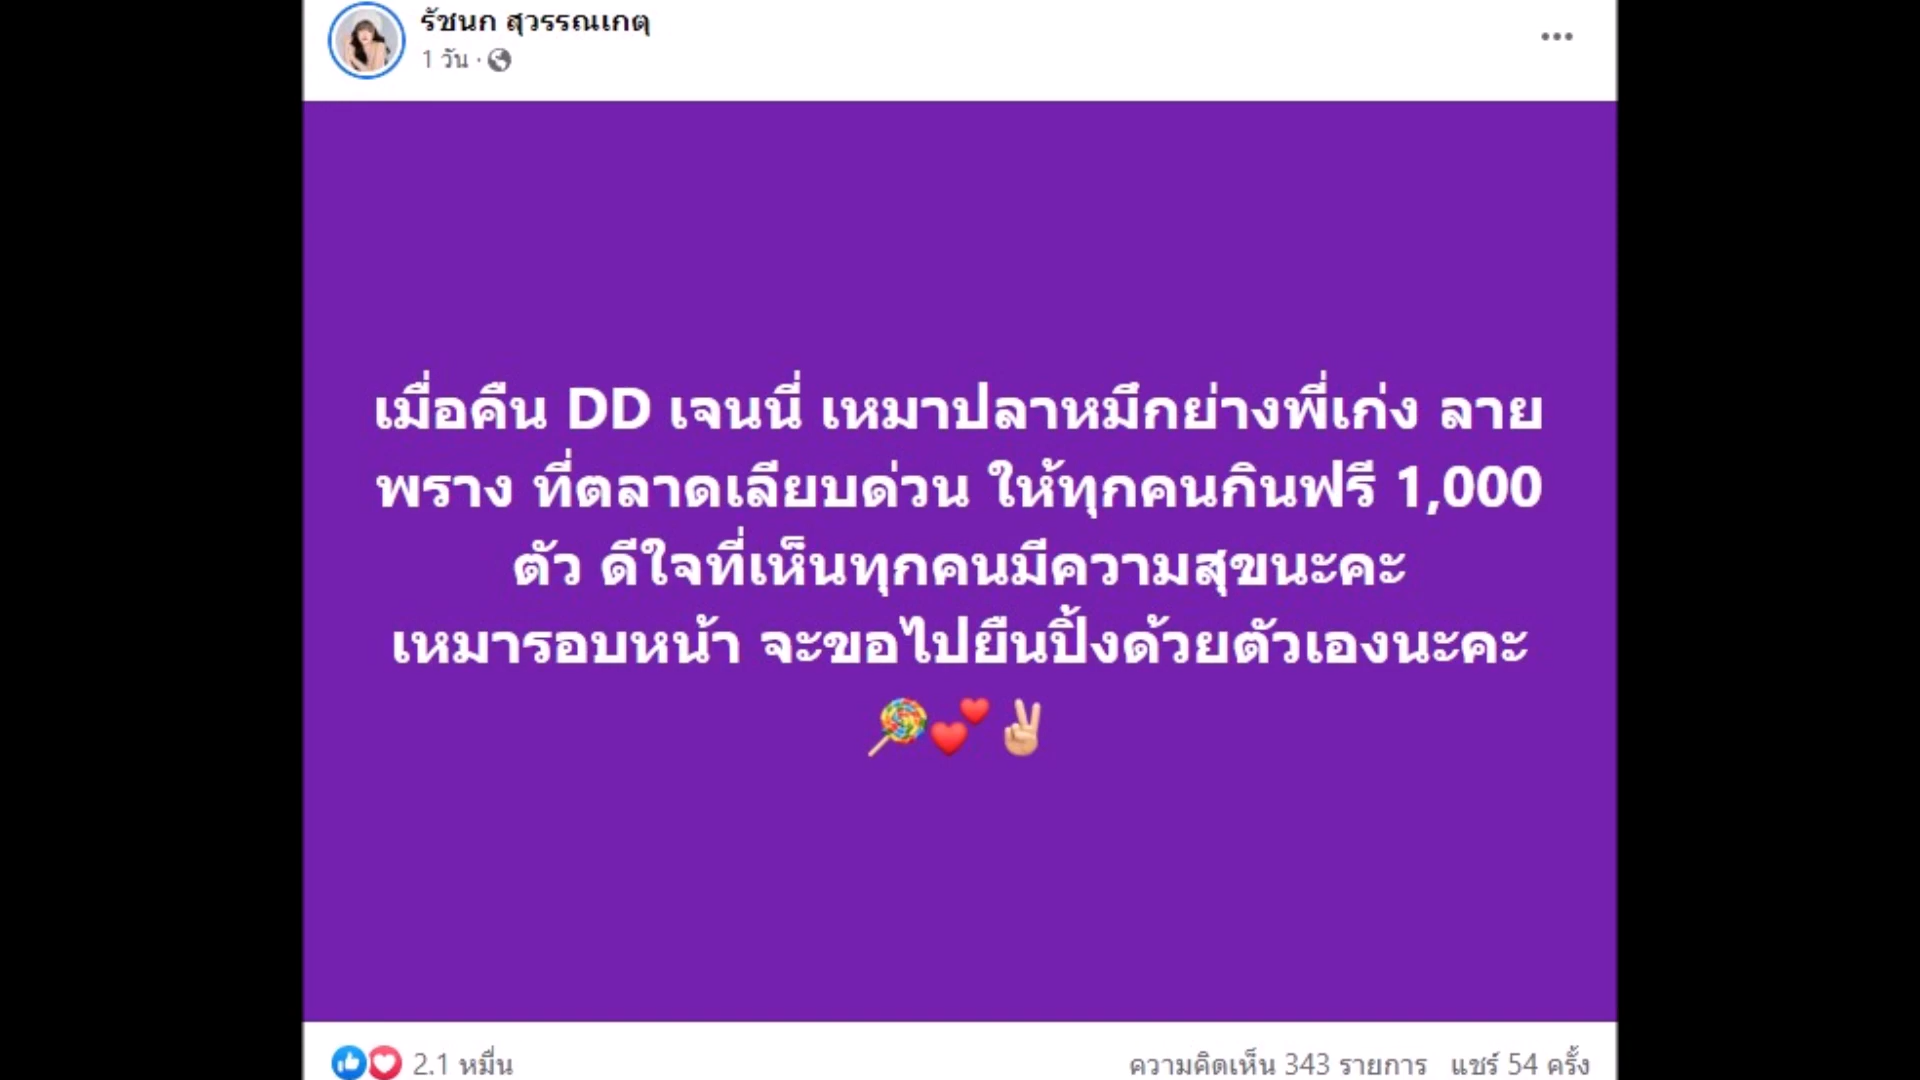 รัชนก สุวรรณเกตุ
1 วัน ·
เมื่อคืน DD เจนนี่ เหมาปลาหมึกย่างพี่เก่ง ลาย
พราง ที่ตลาดเลียบด่วน ให้ทุกคนกินฟรี 1,000
ตัว ดีใจที่เห็นทุกคนมีความสุขนะคะ
เหมารอบหน้า จะขอไปยืนปิ้งด้วยตัวเองนะคะ
🍭💕✌🏼
2.1 หมื่น ความคิดเห็น 343 รายการ แชร์ 54 ครั้ง